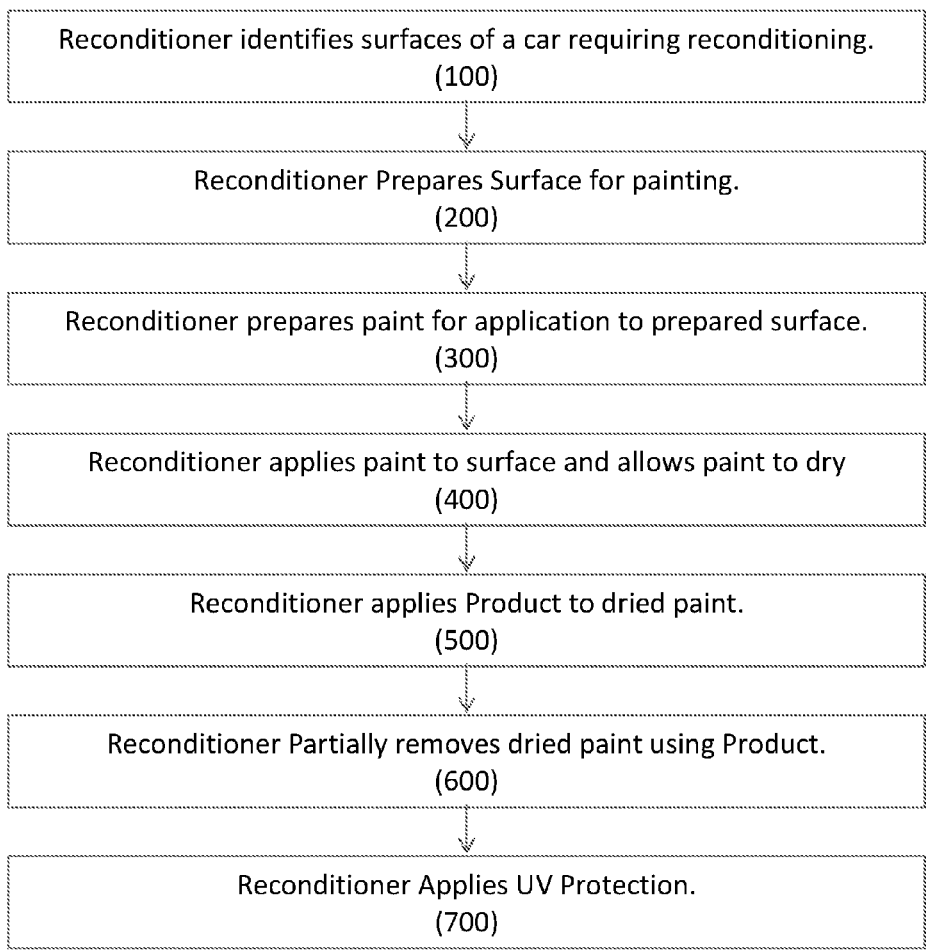 Reconditioner identifies surfaces of a car requiring reconditioning.
(100)
Reconditioner Prepares Surface for painting.
(200)
Reconditioner prepares paint for application to prepared surface.
(300)
Reconditioner applies paint to surface and allows paint to dry
(400)
Reconditioner applies Product to dried paint.
(500)
Reconditioner Partially removes dried paint using Product.
(600)
Reconditioner Applies UV Protection.
(700)